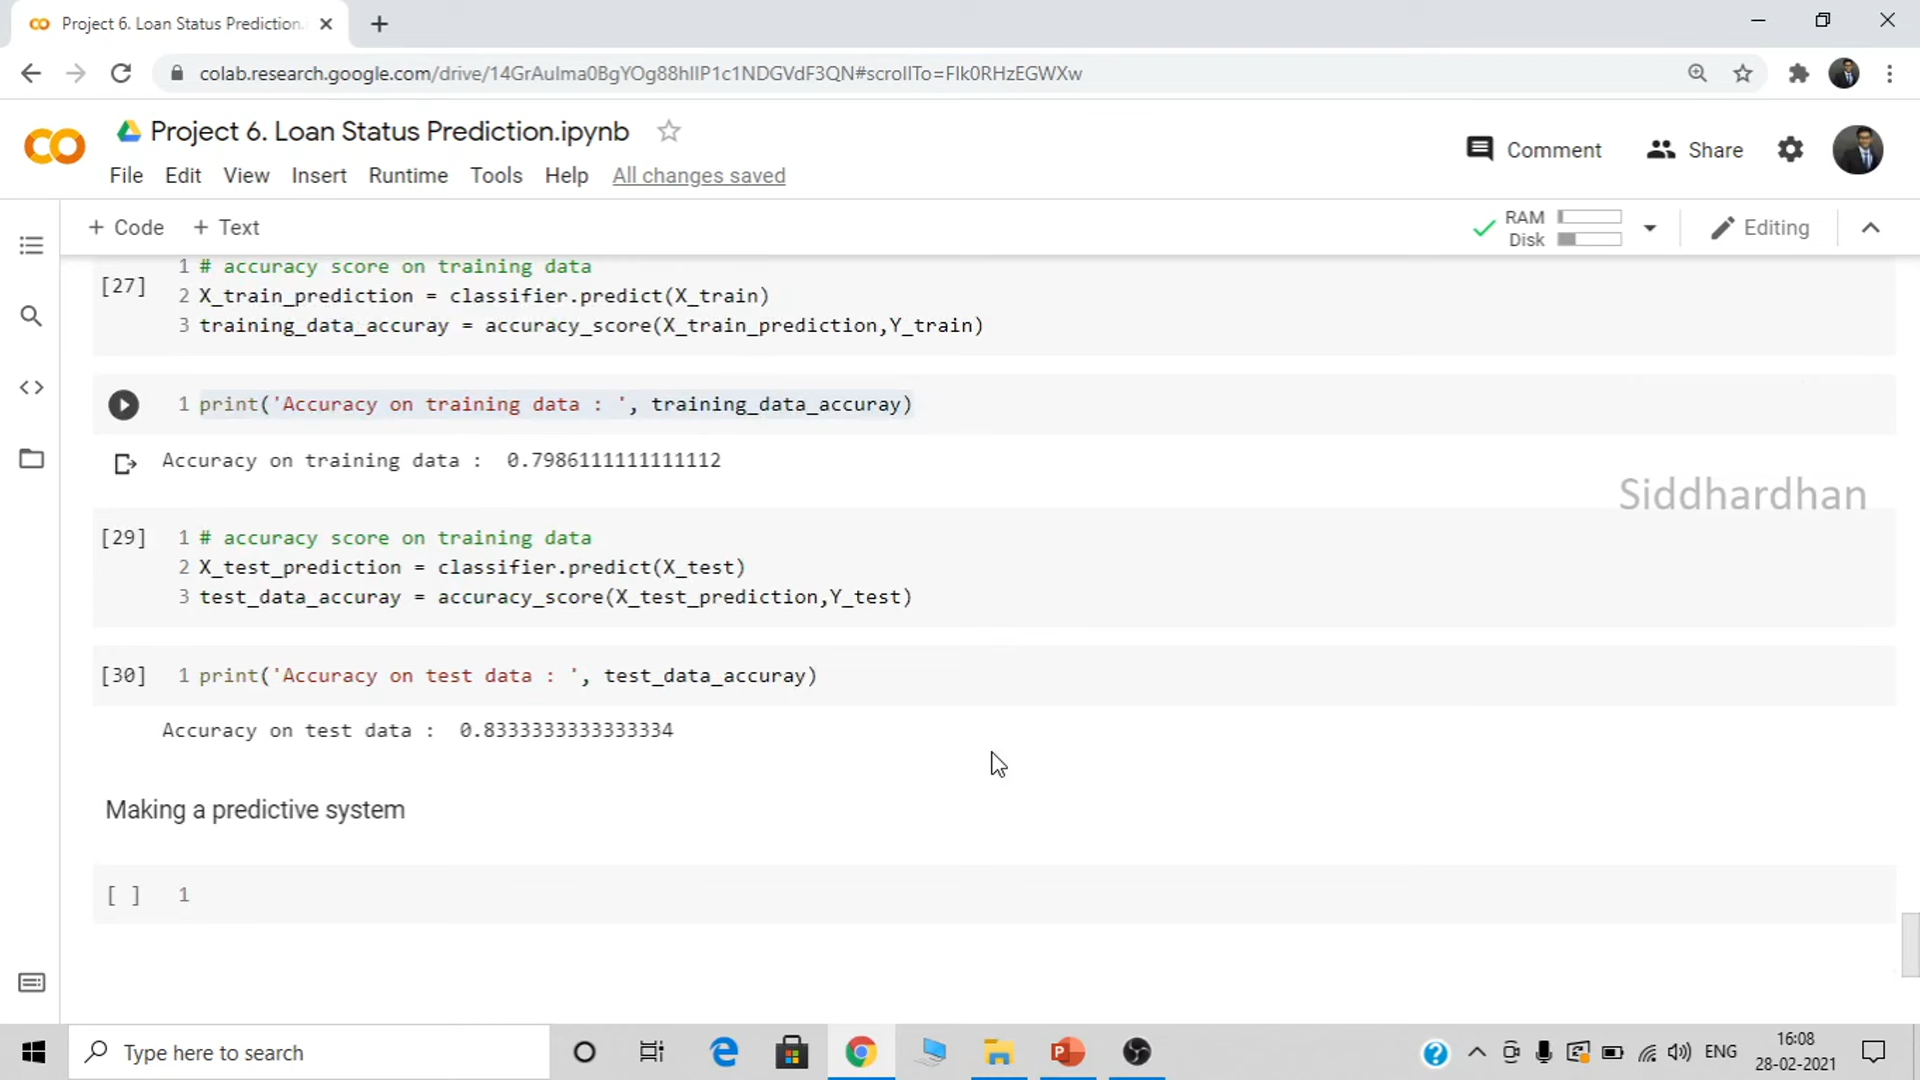 Project 6. Loan Status Prediction.
colab.research.google.com/drive/14GrAulma0BgYOg88hIIP1c1NDGVdF3QN#scrollTo=FIk0RHzEGWXw
Project 6. Loan Status Prediction.ipynb
Comment
Share
File Edit View Insert Runtime Tools Help All changes saved
+ Code + Text
RAM
Disk
Editing
[27]
1 # accuracy score on training data
2 X_train_prediction = classifier.predict(X_train)
3 training_data_accuray = accuracy_score(X_train_prediction,Y_train)
1 print('Accuracy on training data : ', training_data_accuray)
Accuracy on training data : 0.7986111111111112
Siddhardhan
[29] 1 # accuracy score on training data
2 X_test_prediction = classifier.predict(X_test)
3 test_data_accuray = accuracy_score(X_test_prediction,Y_test)
[30] 1 print('Accuracy on test data : ', test_data_accuray)
Accuracy on test data : 0.8333333333333334
Making a predictive system
[ ] 1
Type here to search
ENG
16:08
28-02-2021